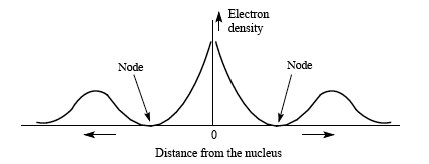 Electron
density
Node
Node
0
Distance from the nucleus